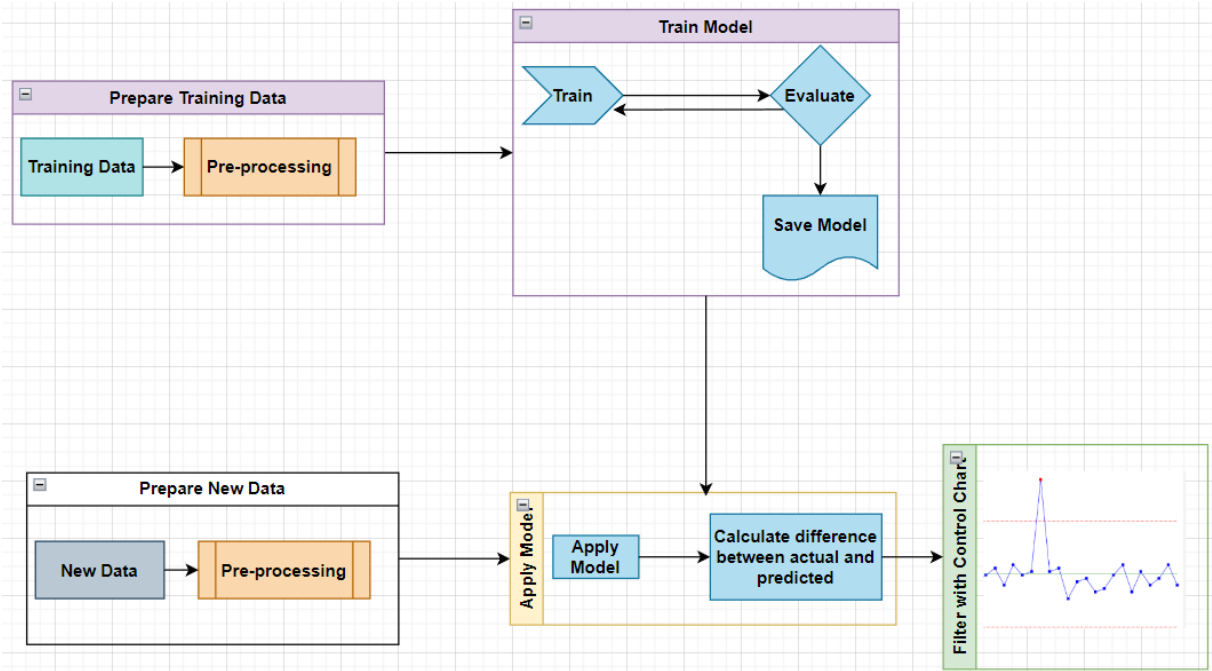 Train Model
Train
Evaluate
Save Model
Prepare Training Data
Training Data
Pre-processing
Prepare New Data
New Data
Pre-processing
Apply Model
Apply
Model
Calculate difference
between actual and
predicted
Filter with Control Chart